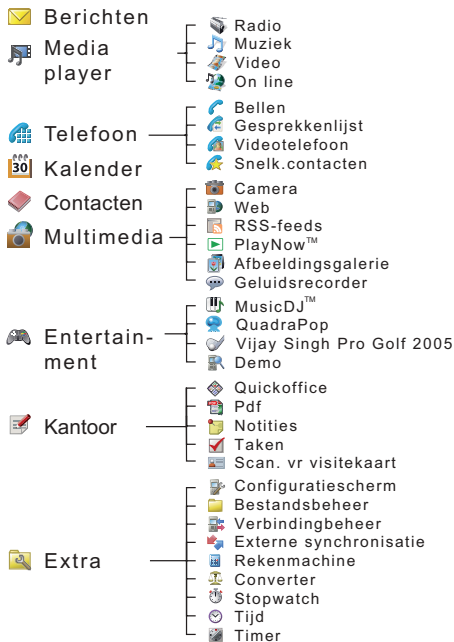 Berichten
Media
player
Radio
Muziek
Video
On line
Telefoon
Bellen
Gesprekkenlijst
Videotelefoon
Snelk.contacten
30
Kalender
Contacten
Multimedia
Camera
Web
RSS-feeds
PlayNow™
Afbeeldingsgalerie
Geluidsrecorder
Entertain-
ment
MusicDJ™
QuadraPop
Vijay Singh Pro Golf 2005
Demo
Kantoor
Quickoffice
Pdf
Notities
Taken
Scan. vr visitekaart
Extra
Configuratiescherm
Bestandsbeheer
Verbindingbeheer
Externe synchronisatie
Rekenmachine
Converter
Stopwatch
Tijd
Timer